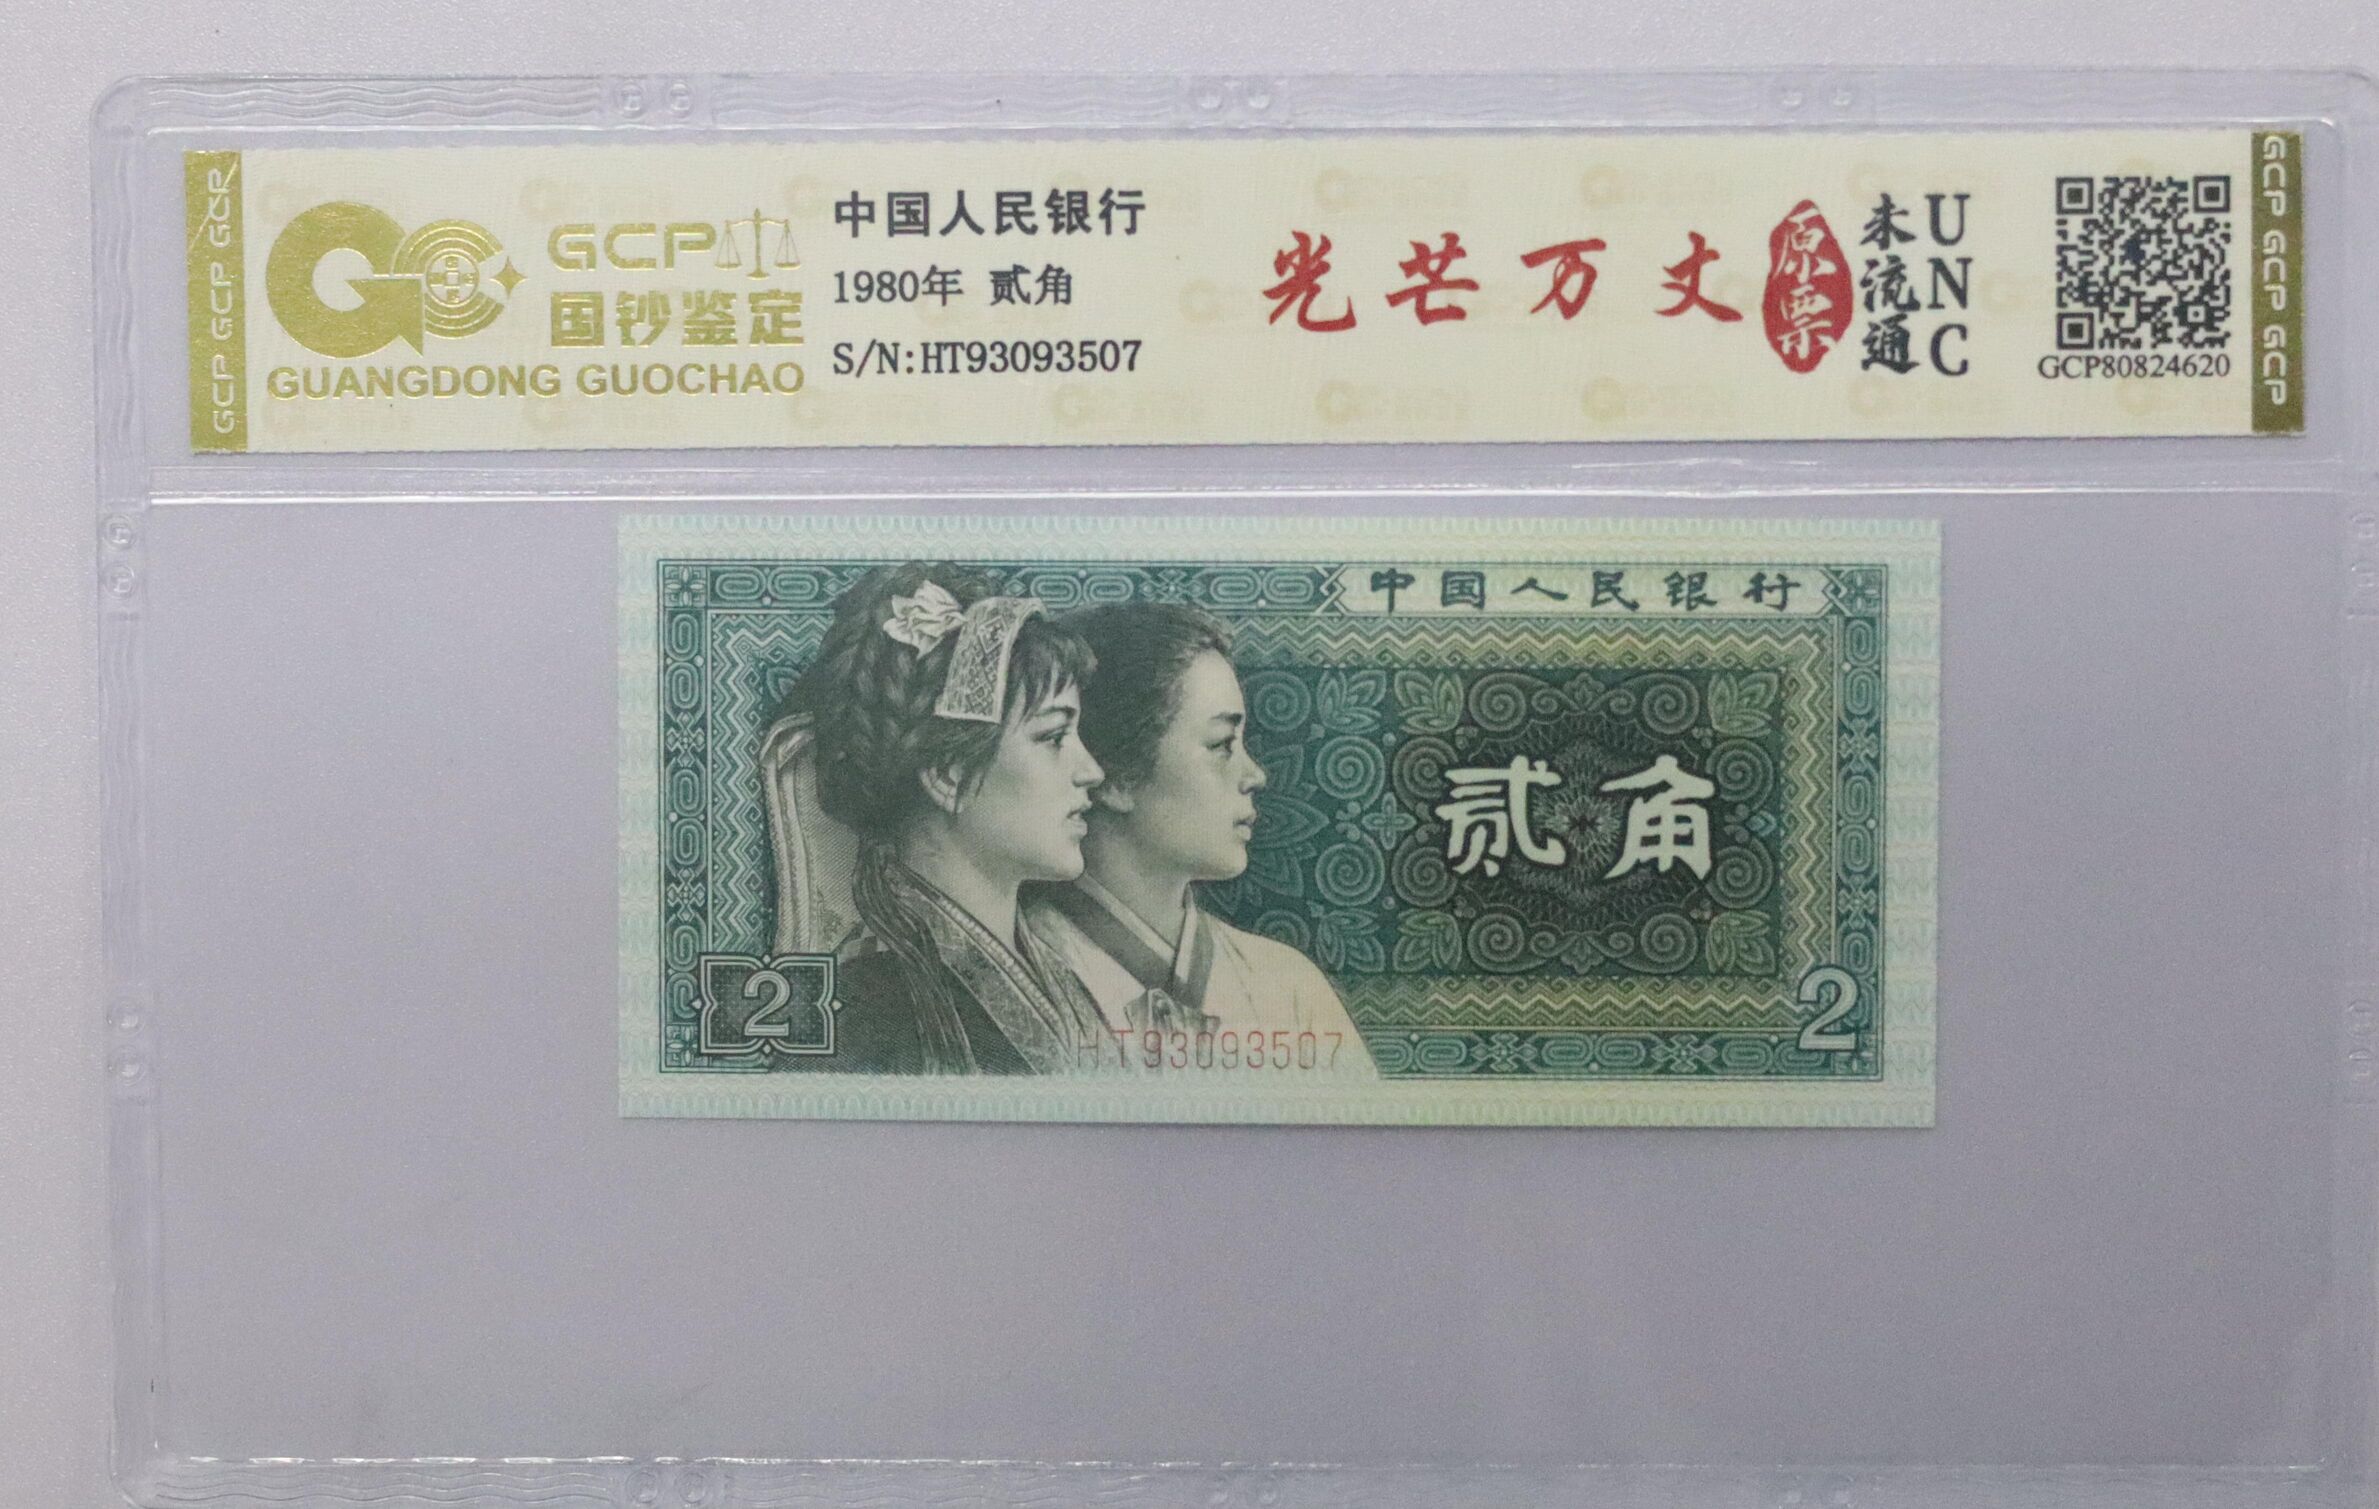 GCP GCP GCP
GCP
国钞鉴定
GUANGDONG GUOCHAO
中国人民银行
1980年 贰角
S/N:HT93093507
光芒万丈
原票
未流通
UNC
GCP80824620
GCP GCP GCP
中国人民银行
贰角
2
2
HT93093507